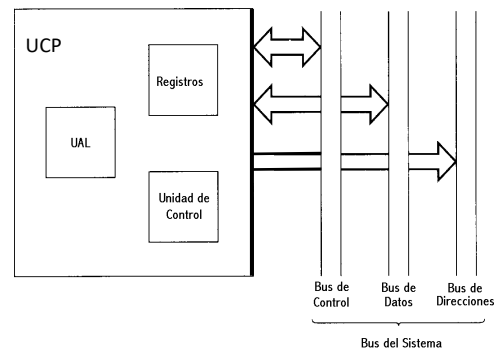 UCP
Registros
UAL
Unidad de
Control
Bus de
Control
Bus de
Datos
Bus de
Direcciones
Bus del Sistema